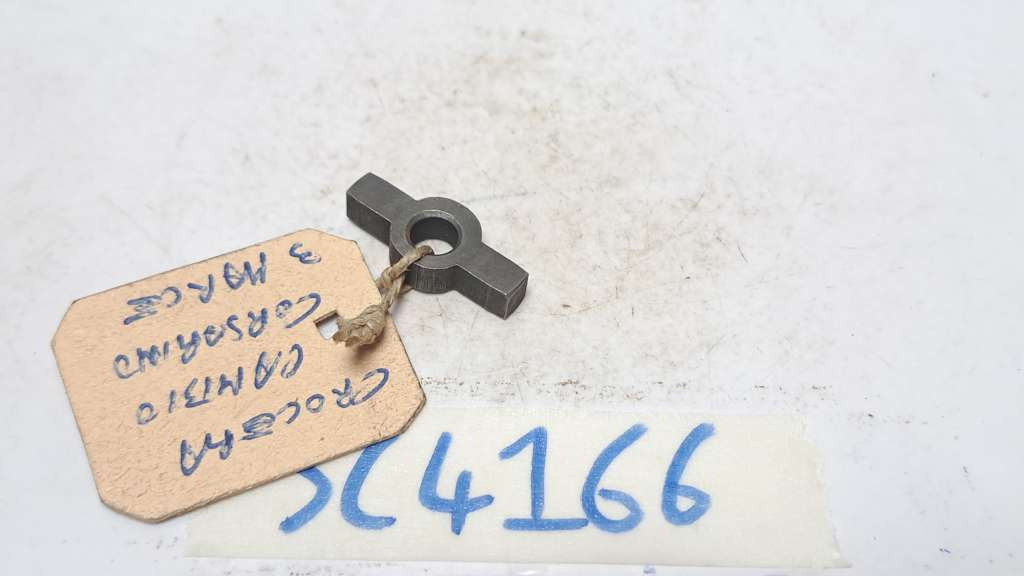 CROCERA
CAMBIO
CORSARINO
3 MARCE
SC4166